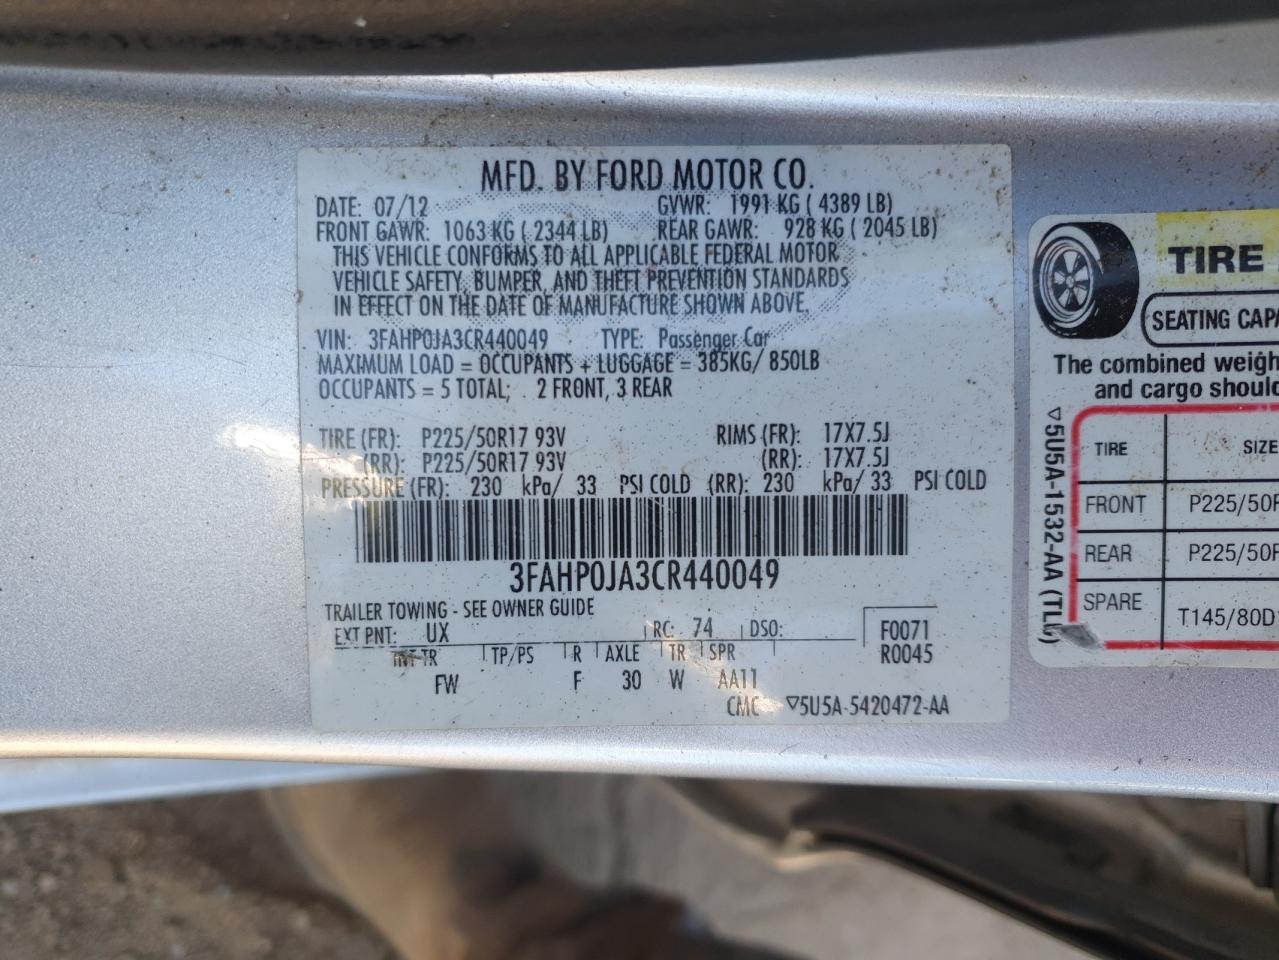 MFD. BY FORD MOTOR CO.
DATE: 07/12 GVWR: 1991 KG ( 4389 LB)
FRONT GAWR: 1063 KG ( 2344 LB) REAR GAWR: 928 KG ( 2045 LB)
THIS VEHICLE CONFORMS TO ALL APPLICABLE FEDERAL MOTOR
VEHICLE SAFETY, BUMPER, AND THEFT PREVENTION STANDARDS
IN EFFECT ON THE DATE OF MANUFACTURE SHOWN ABOVE.
VIN: 3FAHP0JA3CR440049 TYPE: Passenger Car
MAXIMUM LOAD = OCCUPANTS + LUGGAGE = 385KG/ 850LB
OCCUPANTS = 5 TOTAL; 2 FRONT, 3 REAR
TIRE (FR): P225/50R17 93V RIMS (FR): 17X7.5J
(RR): P225/50R17 93V (RR): 17X7.5J
PRESSURE (FR): 230 kPa/ 33 PSI COLD (RR): 230 kPa/ 33 PSI COLD
3FAHP0JA3CR440049
TRAILER TOWING - SEE OWNER GUIDE
EXT PNT: UX RC: 74 DSO: F0071
R0045
INT TR TP/PS R AXLE TR SPR
FW F 30 W AA11
CMC ▽5U5A-5420472-AA
TIRE
SEATING CAPA
The combined weigh
and cargo shoul
▽5U5A-1532-AA (TLU)
TIRE SIZE
FRONT P225/50R
REAR P225/50R
SPARE T145/80D